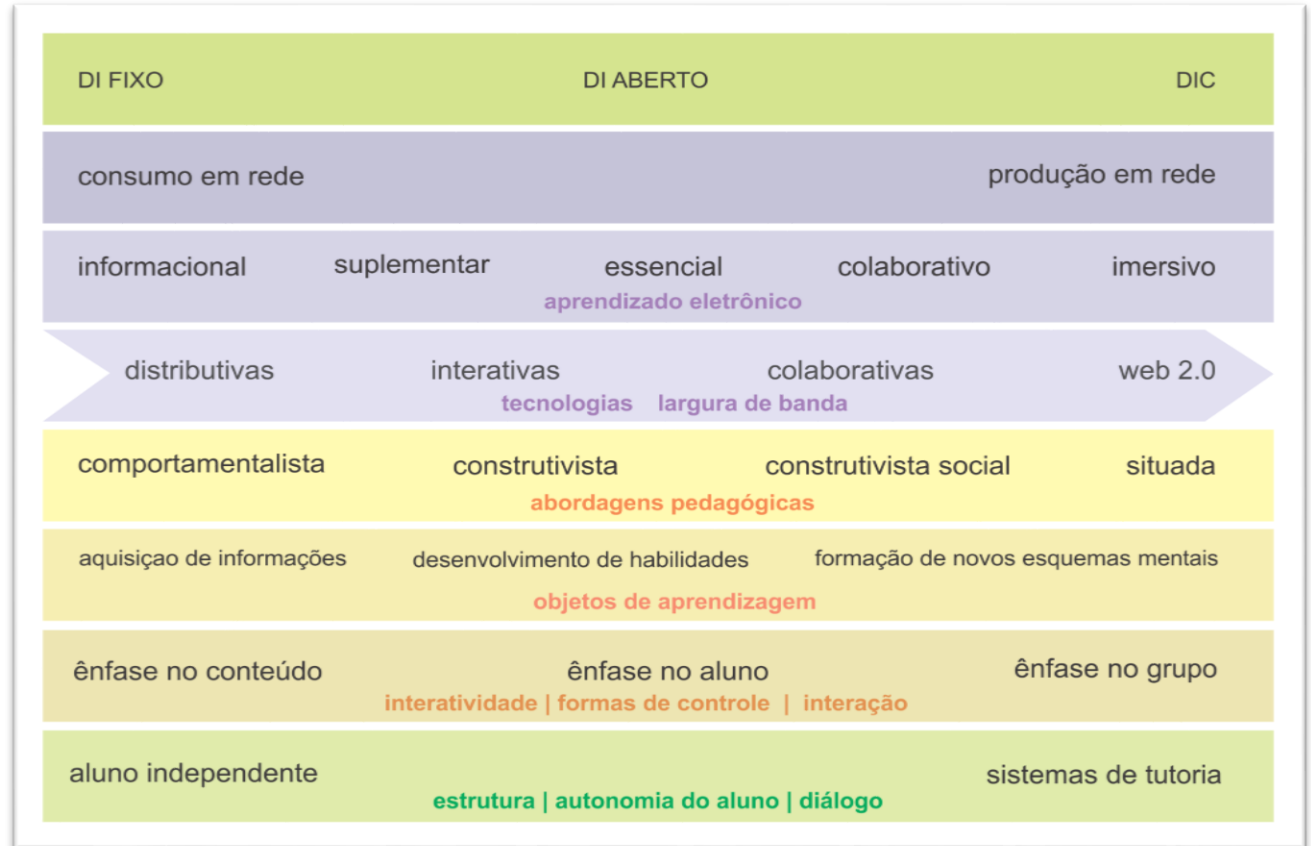 DI FIXO DI ABERTO DIC
consumo em rede produção em rede
informacional suplementar essencial colaborativo imersivo
aprendizado eletrônico
distributivas interativas colaborativas web 2.0
tecnologias largura de banda
comportamentalista construtivista construtivista social situada
abordagens pedagógicas
aquisiçao de informações desenvolvimento de habilidades formação de novos esquemas mentais
objetos de aprendizagem
ênfase no conteúdo ênfase no aluno ênfase no grupo
interatividade | formas de controle | interação
aluno independente sistemas de tutoria
estrutura | autonomia do aluno | diálogo